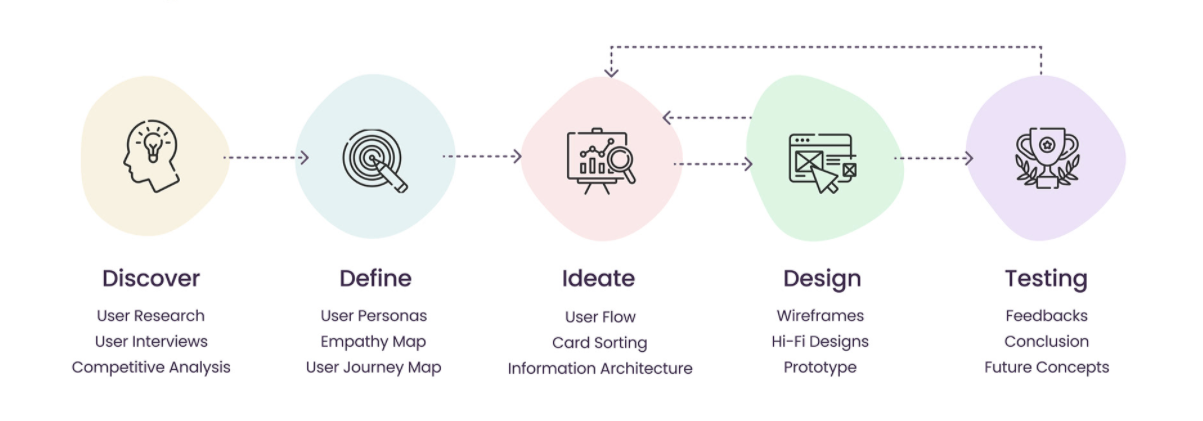 Discover
User Research
User Interviews
Competitive Analysis
Define
User Personas
Empathy Map
User Journey Map
Ideate
User Flow
Card Sorting
Information Architecture
Design
Wireframes
Hi-Fi Designs
Prototype
Testing
Feedbacks
Conclusion
Future Concepts